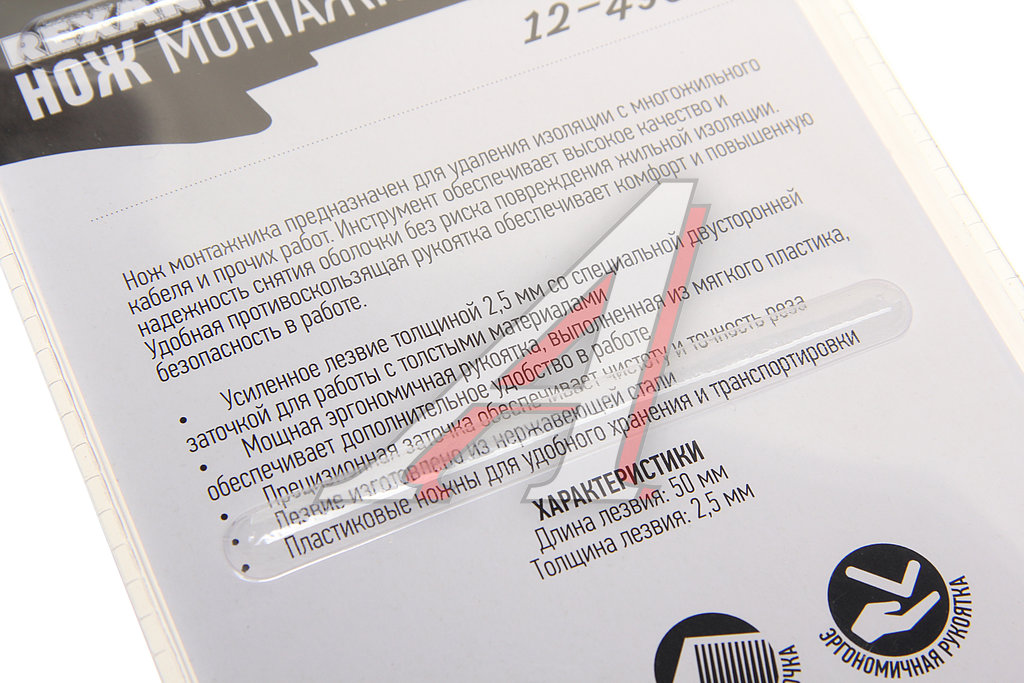 REXANT
НОЖ МОНТАЖН
12-49
Нож монтажника предназначен для удаления изоляции с многожильного
кабеля и прочих работ. Инструмент обеспечивает высокое качество и
надежность снятия оболочки без риска повреждения жильной изоляции.
Удобная противоскользящая рукоятка обеспечивает комфорт и повышенную
безопасность в работе.
• Усиленное лезвие толщиной 2,5 мм со специальной двусторонней
заточкой для работы с толстыми материалами
• Мощная эргономичная рукоятка, выполненная из мягкого пластика,
обеспечивает дополнительное удобство в работе
• Прецизионная заточка обеспечивает чистоту и точность реза
• Лезвие изготовлено из нержавеющей стали
• Пластиковые ножны для удобного хранения и транспортировки
ХАРАКТЕРИСТИКИ
Длина лезвия: 50 мм
Толщина лезвия: 2,5 мм
ЭРГОНОМИЧНАЯ РУКОЯТКА
ОЧКА